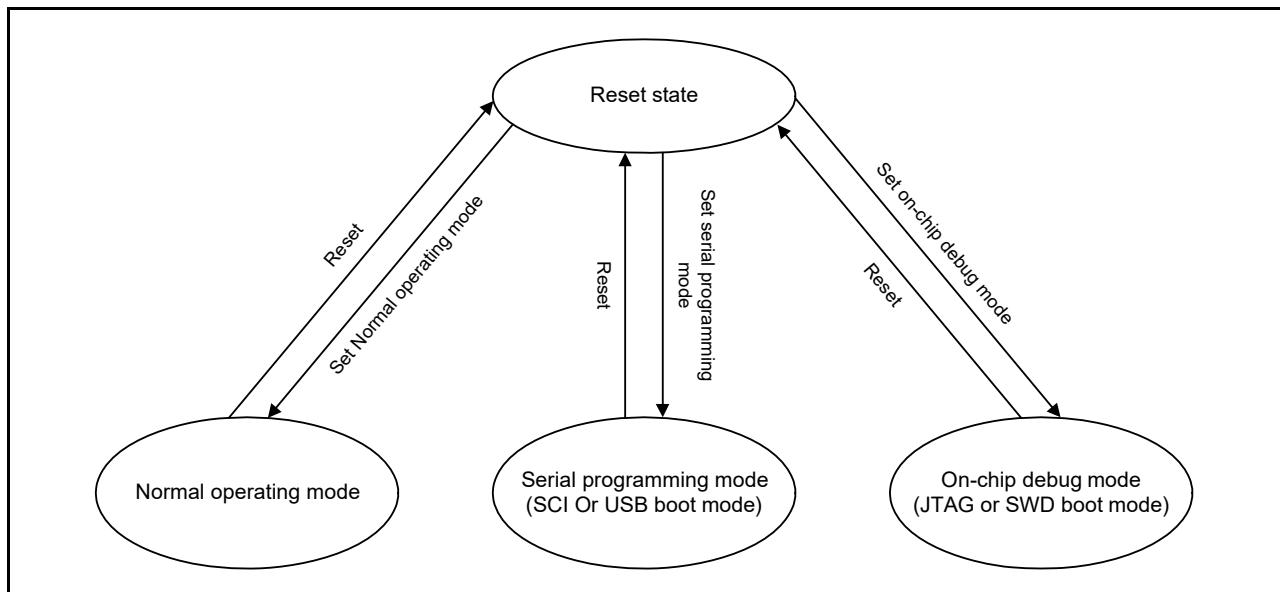 Reset state
Reset
Set Normal operating mode
Reset
Set serial programming
mode
Set on-chip debug mode
Reset
Normal operating mode
Serial programming mode
(SCI Or USB boot mode)
On-chip debug mode
(JTAG or SWD boot mode)